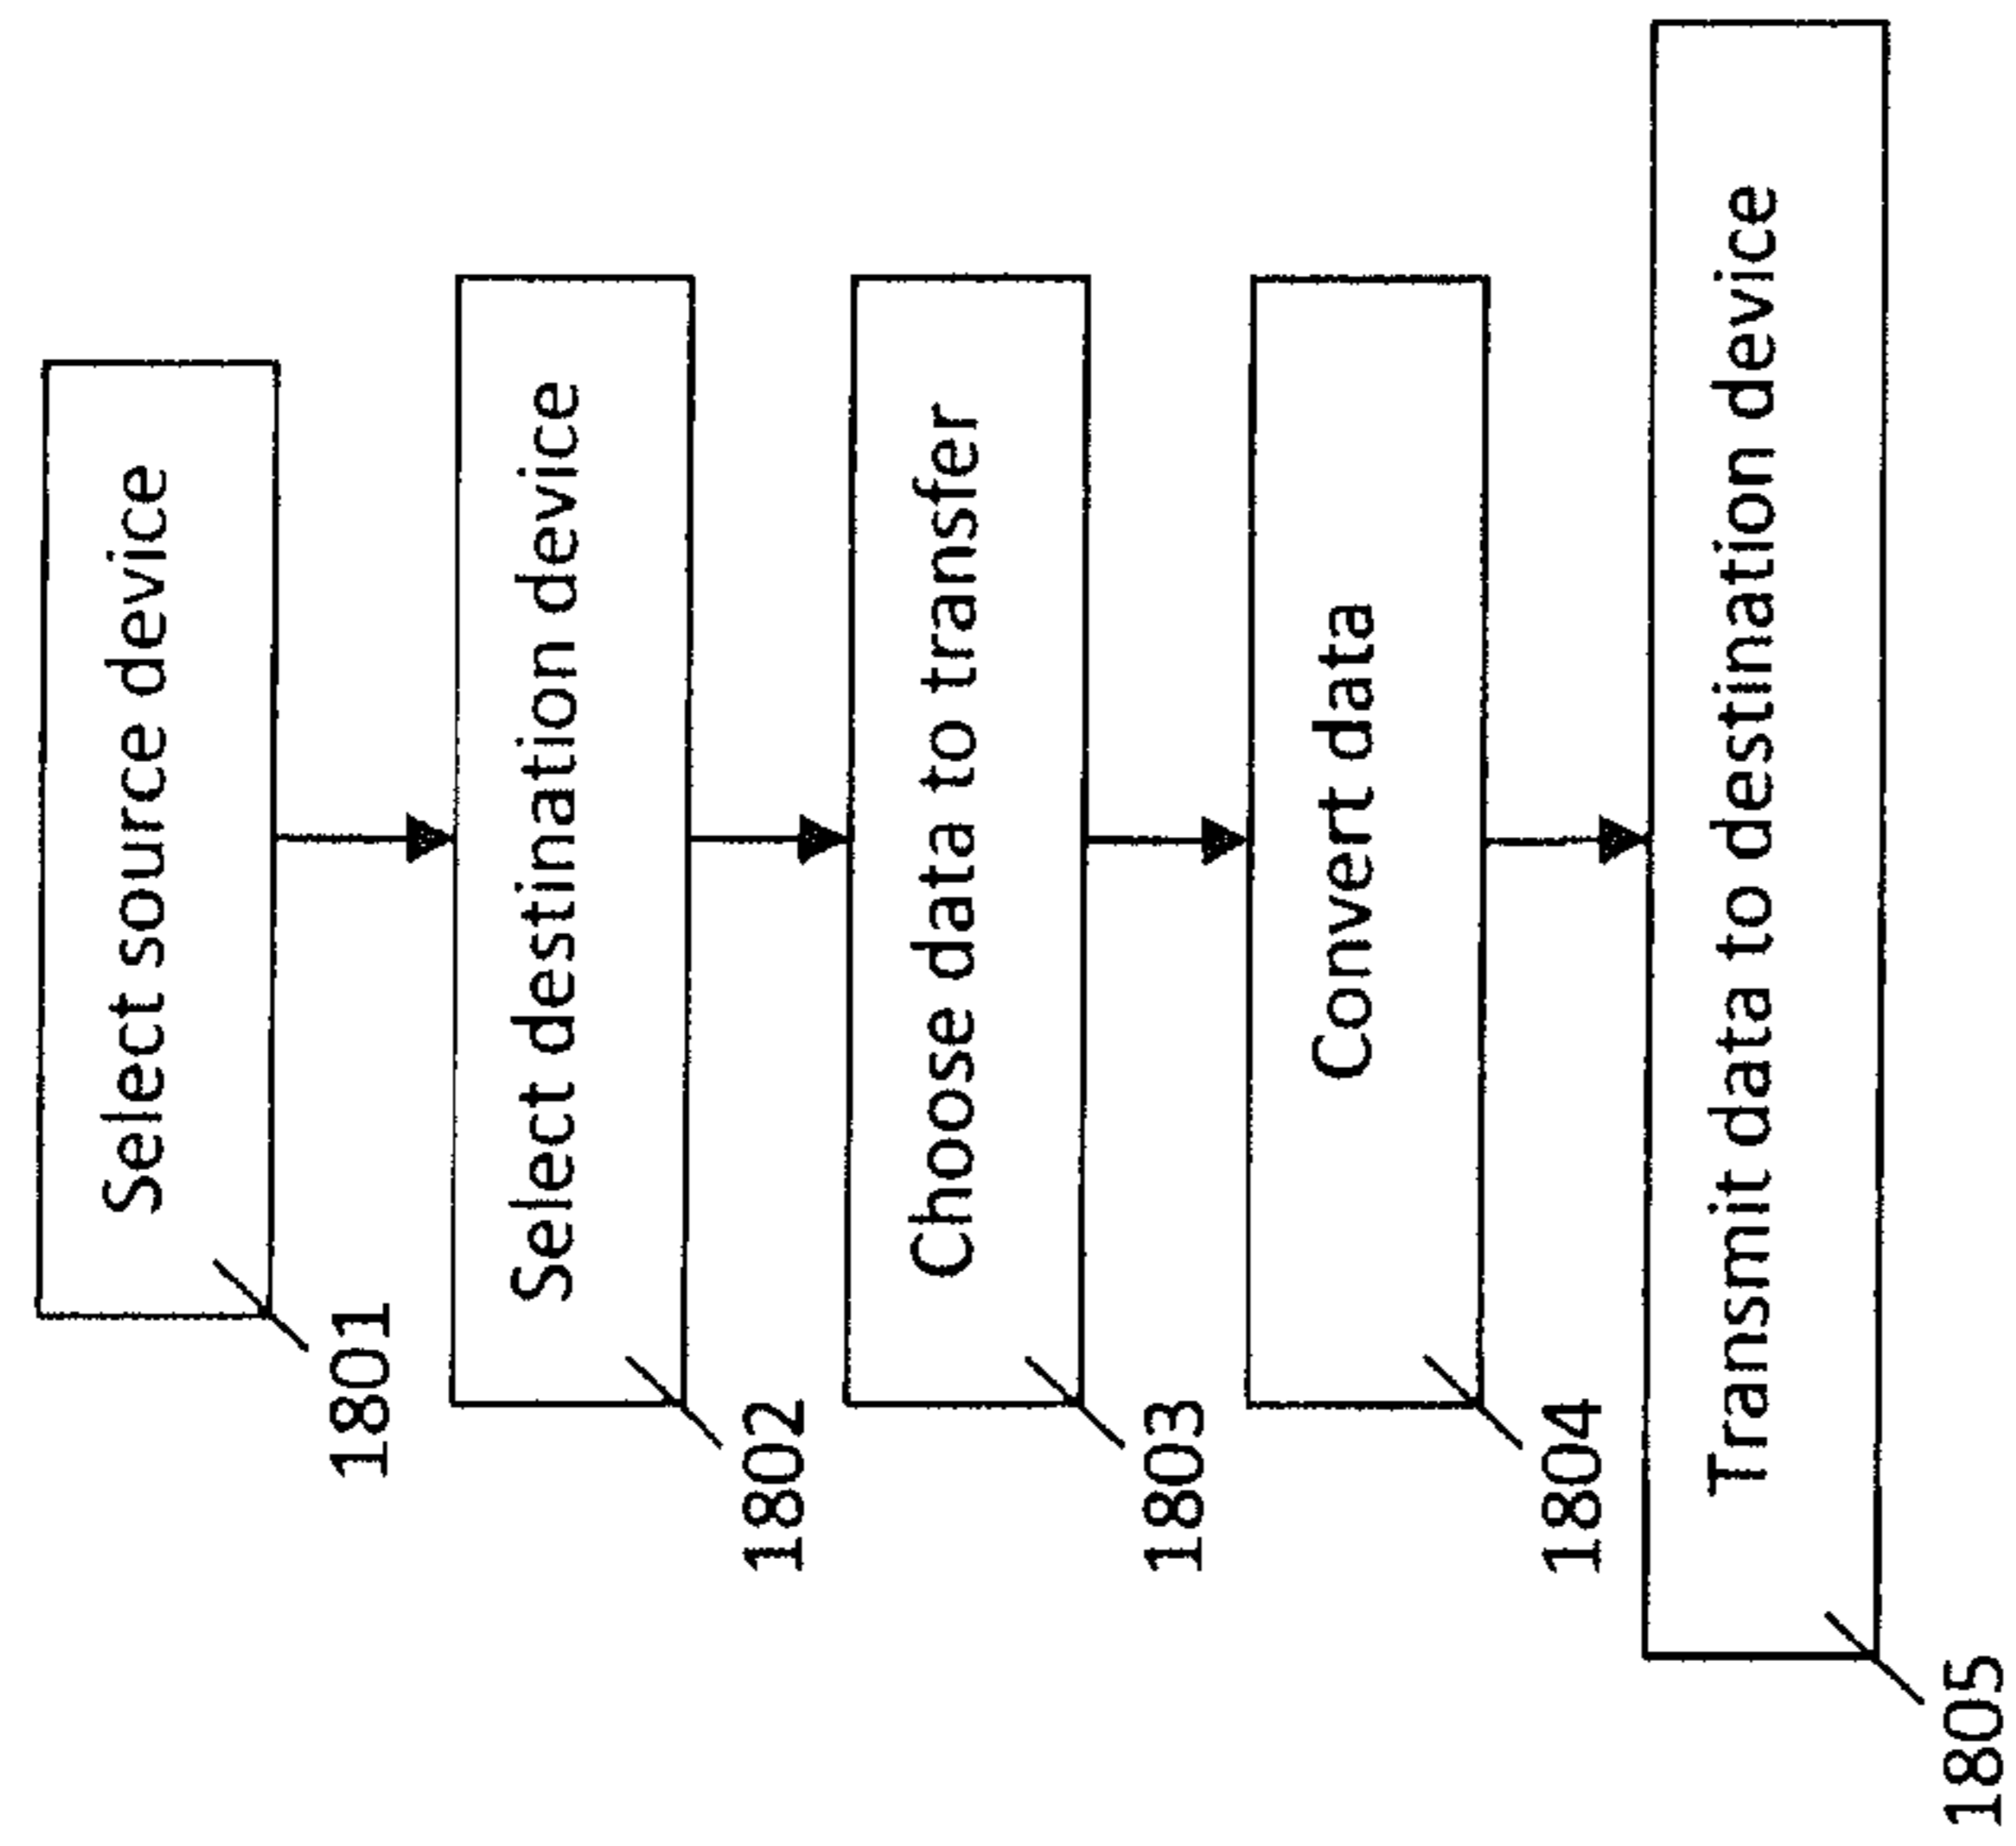 Select source device
1801
Select destination device
1802
Choose data to transfer
1803
Convert data
1804
Transmit data to destination device
1805